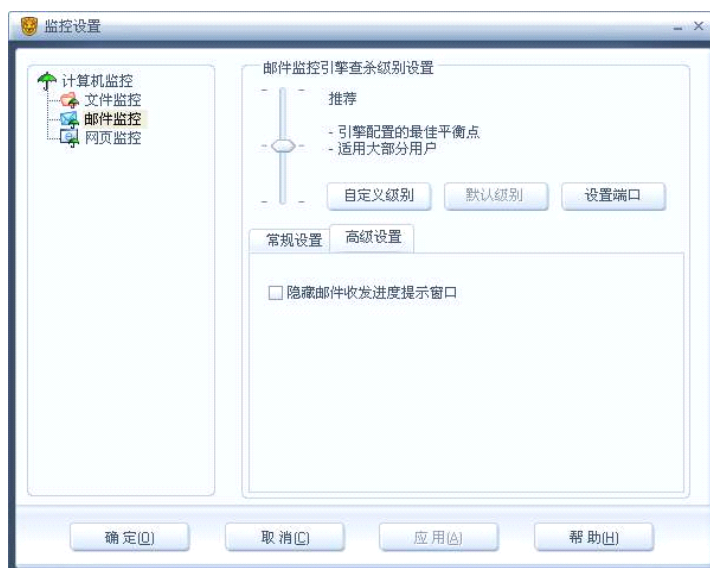 监控设置
计算机监控
文件监控
邮件监控
网页监控
邮件监控引擎查杀级别设置
推荐
- 引擎配置的最佳平衡点
- 适用大部分用户
自定义级别 默认级别 设置端口
常规设置 高级设置
隐藏邮件收发进度提示窗口
确定(O) 取消(C) 应用(A) 帮助(H)